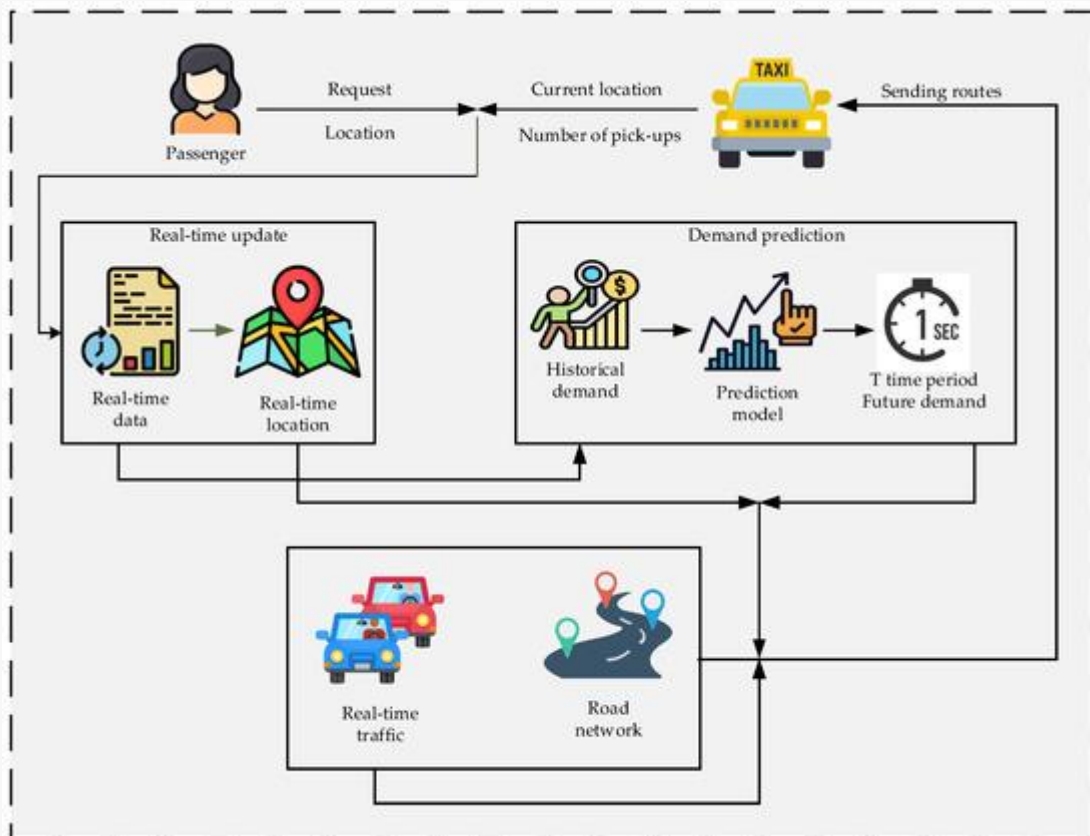 TAXI
Request
Current location
Sending routes
Location
Number of pick-ups
Passenger
Real-time update
Demand prediction
$
1 SEC
Historical
demand
Prediction
model
T time period
Future demand
Real-time
data
Real-time
location
Real-time
traffic
Road
network